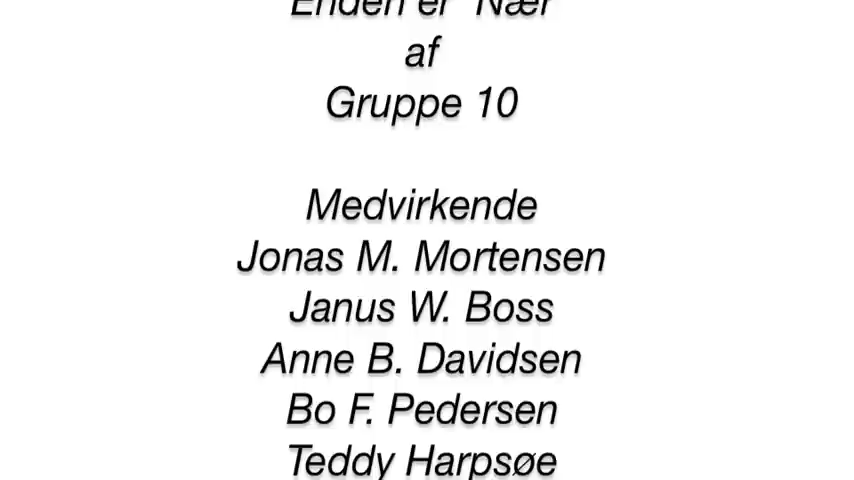 Enden er Nær
af
Gruppe 10
Medvirkende
Jonas M. Mortensen
Janus W. Boss
Anne B. Davidsen
Bo F. Pedersen
Teddy Harpsøe